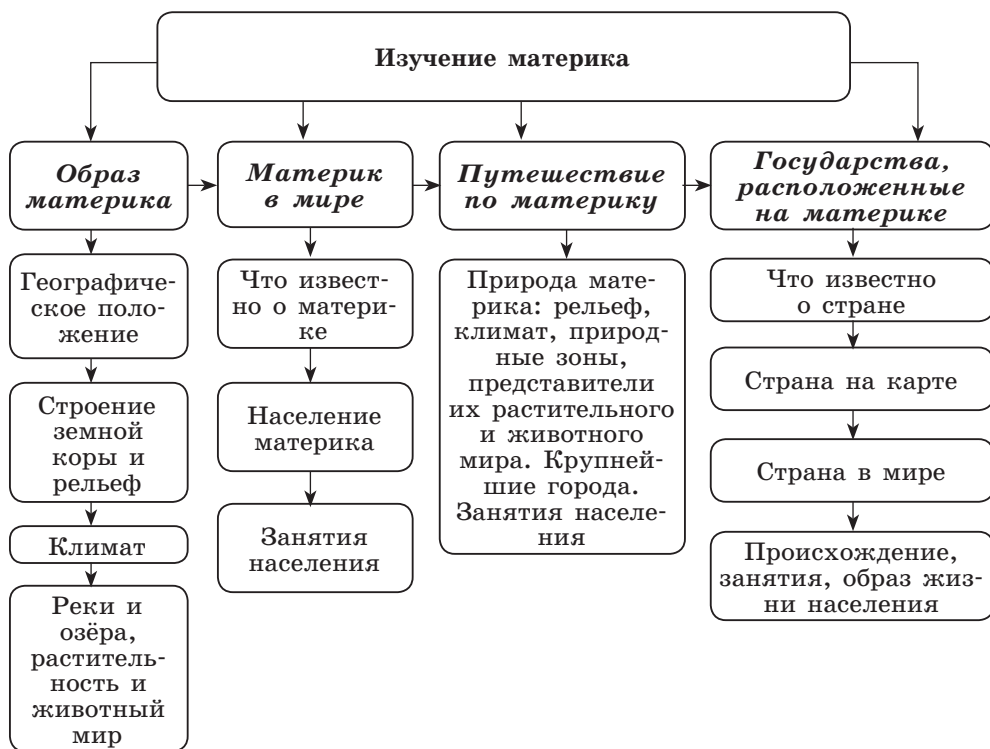 Изучение материка
Образ
материка
Географиче-
ское поло-
жение
Строение
земной
коры и
рельеф
Климат
Реки и
озёра,
раститель-
ность и
животный
мир
Материк
в мире
Что извест-
но о матери-
ке
Население
материка
Занятия
населения
Путешествие
по материку
Природа мате-
рика: рельеф,
климат, природ-
ные зоны,
представители
их растительного
и животного
мира. Крупней-
шие города.
Занятия населе-
ния
Государства,
расположенные
на материке
Что известно
о стране
Страна на карте
Страна в мире
Происхождение,
занятия, образ жиз-
ни населения